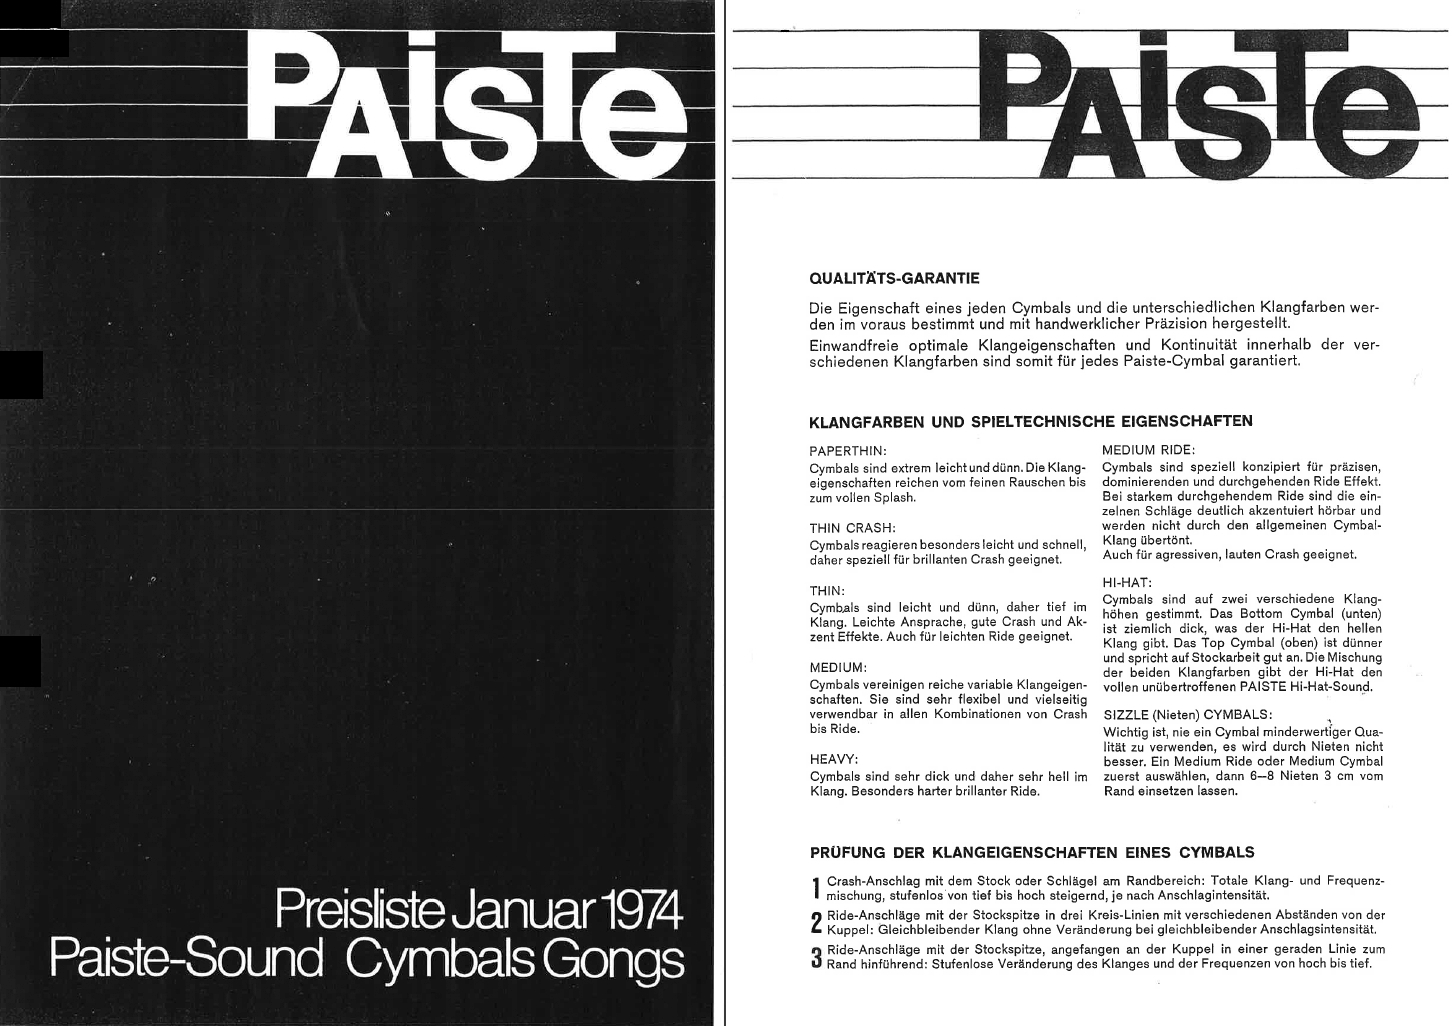 PAiSTe
Preisliste Januar 1974
Paiste-Sound Cymbals Gongs
PAiSTe
QUALITÄTS-GARANTIE
Die Eigenschaft eines jeden Cymbals und die unterschiedlichen Klangfarben wer-
den im voraus bestimmt und mit handwerklicher Präzision hergestellt.
Einwandfreie optimale Klangeigenschaften und Kontinuität innerhalb der ver-
schiedenen Klangfarben sind somit für jedes Paiste-Cymbal garantiert.
KLANGFARBEN UND SPIELTECHNISCHE EIGENSCHAFTEN
PAPERTHIN:
Cymbals sind extrem leicht und dünn. Die Klang-
eigenschaften reichen vom feinen Rauschen bis
zum vollen Splash.
THIN CRASH:
Cymbals reagieren besonders leicht und schnell,
daher speziell für brillanten Crash geeignet.
THIN:
Cymbals sind leicht und dünn, daher tief im
Klang. Leichte Ansprache, gute Crash und Ak-
zent Effekte. Auch für leichten Ride geeignet.
MEDIUM:
Cymbals vereinigen reiche variable Klangeigen-
schaften. Sie sind sehr flexibel und vielseitig
verwendbar in allen Kombinationen von Crash
bis Ride.
HEAVY:
Cymbals sind sehr dick und daher sehr hell im
Klang. Besonders harter brillanter Ride.
MEDIUM RIDE:
Cymbals sind speziell konzipiert für präzisen,
dominierenden und durchgehenden Ride Effekt.
Bei starkem durchgehendem Ride sind die ein-
zelnen Schläge deutlich akzentuiert hörbar und
werden nicht durch den allgemeinen Cymbal-
Klang übertönt.
Auch für agressiven, lauten Crash geeignet.
HI-HAT:
Cymbals sind auf zwei verschiedene Klang-
höhen gestimmt. Das Bottom Cymbal (unten)
ist ziemlich dick, was der Hi-Hat den hellen
Klang gibt. Das Top Cymbal (oben) ist dünner
und spricht auf Stockarbeit gut an. Die Mischung
der beiden Klangfarben gibt der Hi-Hat den
vollen unübertroffenen PAISTE Hi-Hat-Sound.
SIZZLE (Nieten) CYMBALS:
Wichtig ist, nie ein Cymbal minderwertiger Qua-
lität zu verwenden, es wird durch Nieten nicht
besser. Ein Medium Ride oder Medium Cymbal
zuerst auswählen, dann 6—8 Nieten 3 cm vom
Rand einsetzen lassen.
PRÜFUNG DER KLANGEIGENSCHAFTEN EINES CYMBALS
1 Crash-Anschlag mit dem Stock oder Schlägel am Randbereich: Totale Klang- und Frequenz-
mischung, stufenlos von tief bis hoch steigernd, je nach Anschlagintensität.
2 Ride-Anschläge mit der Stockspitze in drei Kreis-Linien mit verschiedenen Abständen von der
Kuppel: Gleichbleibender Klang ohne Veränderung bei gleichbleibender Anschlagsintensität.
3 Ride-Anschläge mit der Stockspitze, angefangen an der Kuppel in einer geraden Linie zum
Rand hinführend: Stufenlose Veränderung des Klanges und der Frequenzen von hoch bis tief.